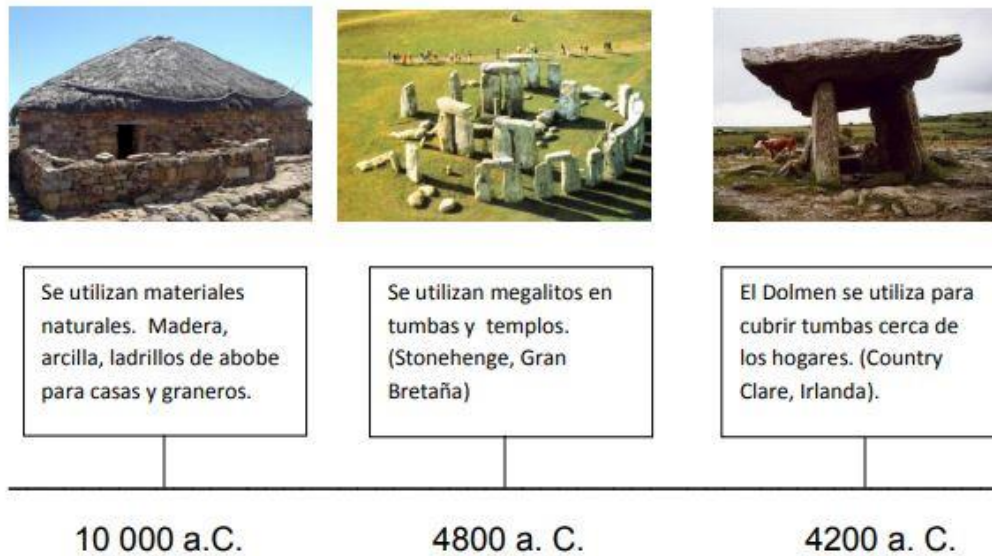 Se utilizan materiales
naturales. Madera,
arcilla, ladrillos de abobe
para casas y graneros.
Se utilizan megalitos en
tumbas y templos.
(Stonehenge, Gran
Bretaña)
El Dolmen se utiliza para
cubrir tumbas cerca de
los hogares. (Country
Clare, Irlanda).
10 000 a.C.
4800 a. C.
4200 a. C.